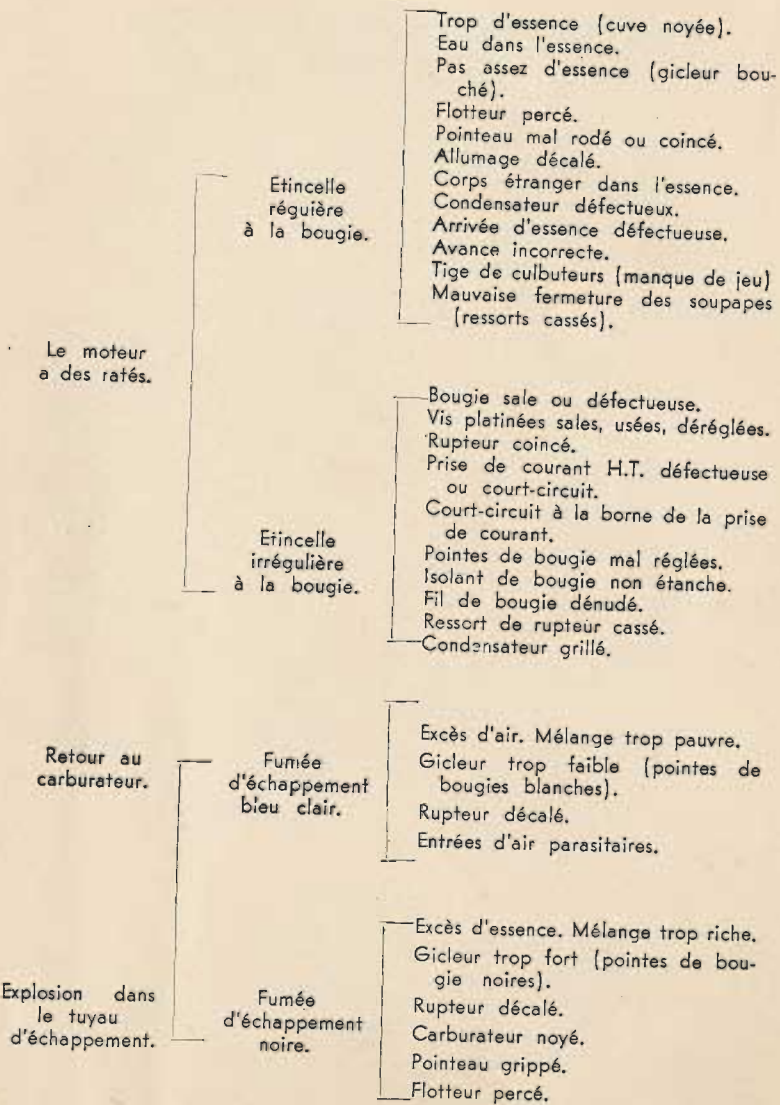 Le moteur
a des ratés.
Etincelle
réguière
à la bougie.
Trop d'essence (cuve noyée).
Eau dans l'essence.
Pas assez d'essence (gicleur bou-
ché).
Flotteur percé.
Pointeau mal rodé ou coincé.
Allumage décalé.
Corps étranger dans l'essence.
Condensateur défectueux.
Arrivée d'essence défectueuse.
Avance incorrecte.
Tige de culbuteurs (manque de jeu)
Mauvaise fermeture des soupapes
(ressorts cassés).
Etincelle
irrégulière
à la bougie.
Bougie sale ou défectueuse.
Vis platinées sales, usées, déréglées.
Rupteur coincé.
Prise de courant H.T. défectueuse
ou court-circuit.
Court-circuit à la borne de la prise
de courant.
Pointes de bougie mal réglées.
Isolant de bougie non étanche.
Fil de bougie dénudé.
Ressort de rupteur cassé.
Condensateur grillé.
Retour au
carburateur.
Fumée
d'échappement
bleu clair.
Excès d'air. Mélange trop pauvre.
Gicleur trop faible (pointes de
bougies blanches).
Rupteur décalé.
Entrées d'air parasitaires.
Explosion dans
le tuyau
d'échappement.
Fumée
d'échappement
noire.
Excès d'essence. Mélange trop riche.
Gicleur trop fort (pointes de bou-
gie noires).
Rupteur décalé.
Carburateur noyé.
Pointeau grippé.
Flotteur percé.